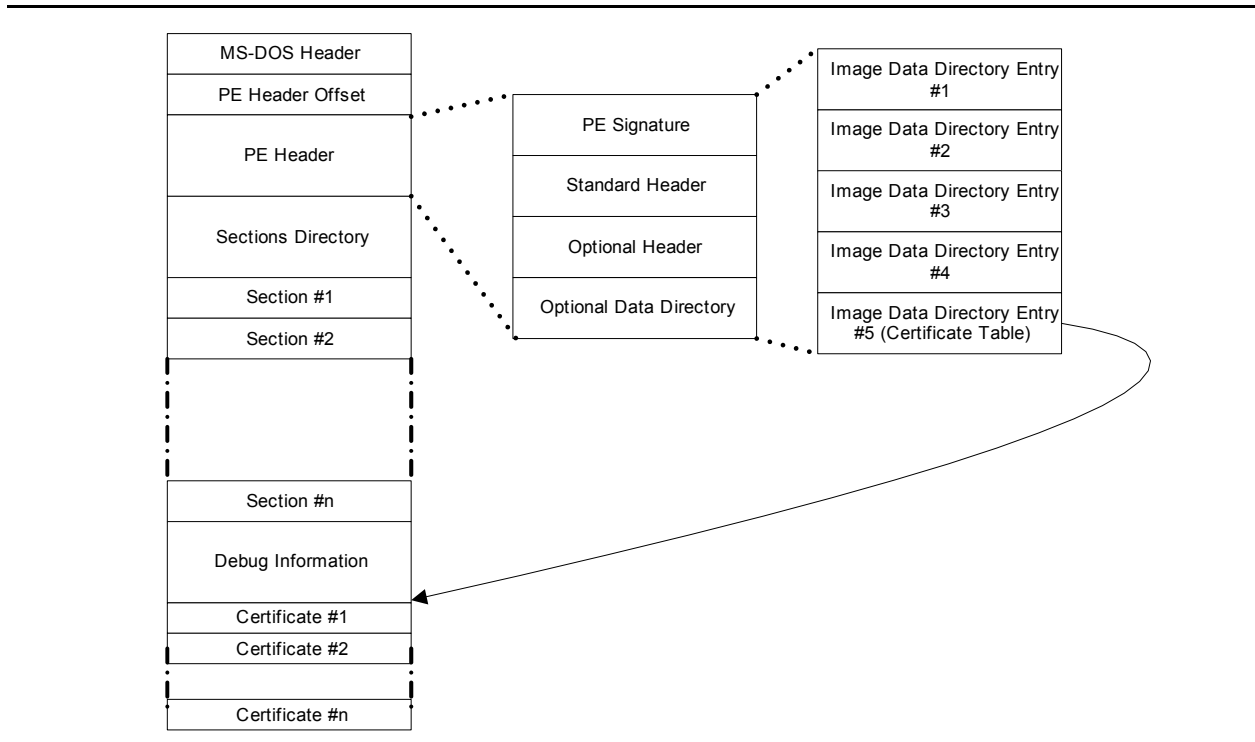 MS-DOS Header
PE Header Offset
PE Header
Sections Directory
Section #1
Section #2
Section #n
Debug Information
Certificate #1
Certificate #2
Certificate #n
PE Signature
Standard Header
Optional Header
Optional Data Directory
Image Data Directory Entry
#1
Image Data Directory Entry
#2
Image Data Directory Entry
#3
Image Data Directory Entry
#4
Image Data Directory Entry
#5 (Certificate Table)